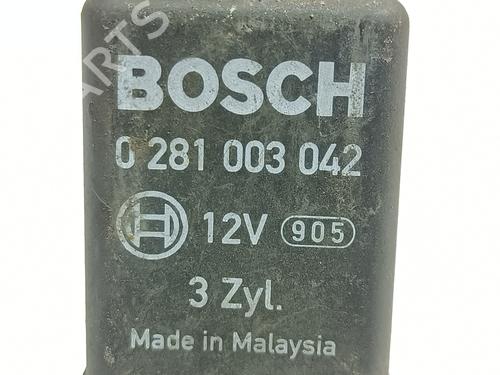 BOSCH
0 281 003 042
12V 905
3 Zyl.
Made in Malaysia